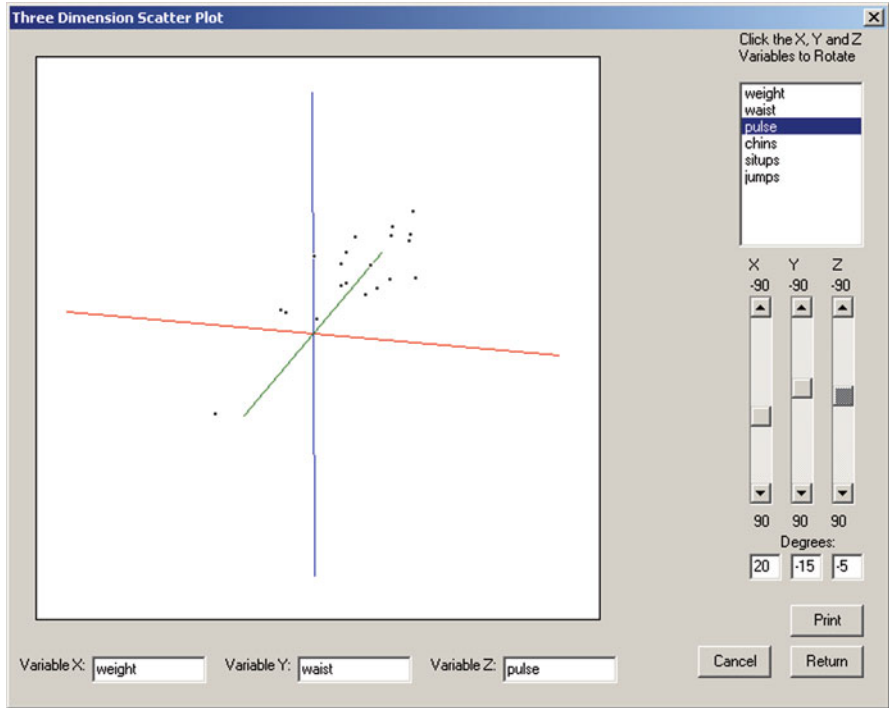 Three Dimension Scatter Plot
Click the X, Y and Z
Variables to Rotate
weight
waist
pulse
chins
situps
jumps
X Y Z
-90 -90 -90
90 90 90
Degrees:
20 -15 -5
Print
Variable X: weight Variable Y: waist Variable Z: pulse Cancel Return